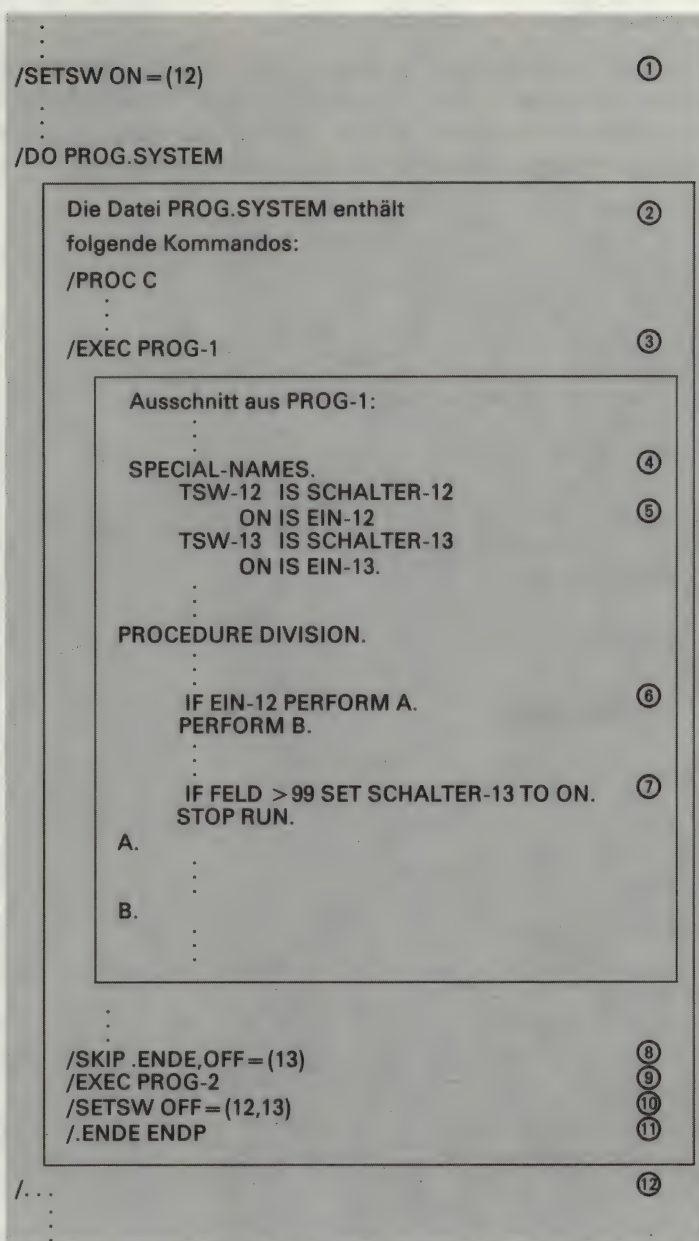 /SETSW ON=(12) ①
/DO PROG.SYSTEM
Die Datei PROG.SYSTEM enthält ②
folgende Kommandos:
/PROC C
/EXEC PROG-1 ③
Ausschnitt aus PROG-1:
SPECIAL-NAMES. ④
TSW-12 IS SCHALTER-12
ON IS EIN-12 ⑤
TSW-13 IS SCHALTER-13
ON IS EIN-13.
PROCEDURE DIVISION.
IF EIN-12 PERFORM A. ⑥
PERFORM B.
IF FELD >99 SET SCHALTER-13 TO ON. ⑦
STOP RUN.
A.
B.
/SKIP .ENDE,OFF=(13) ⑧
/EXEC PROG-2 ⑨
/SETSW OFF=(12,13) ⑩
/.ENDE ENDP ⑪
/... ⑫